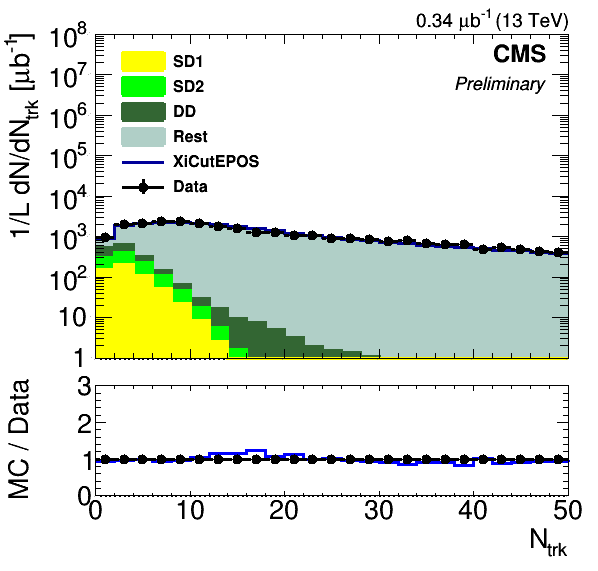 0.34 μb⁻¹ (13 TeV)
CMS
Preliminary
1/L dN/dN_trk [μb⁻¹]
10⁸
10⁷
10⁶
10⁵
10⁴
10³
10²
10
1
SD1
SD2
DD
Rest
XiCutEPOS
Data
MC / Data
3
2
1
0
0 10 20 30 40 50
N_trk